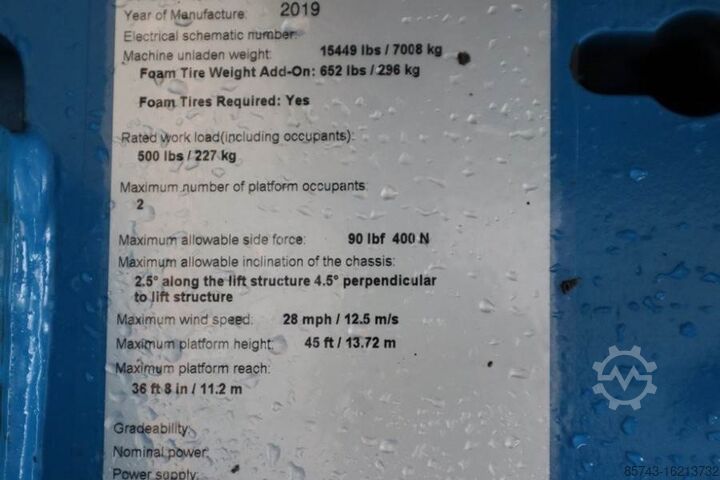 Year of Manufacture: 2019
Electrical schematic number:
Machine unladen weight: 15449 lbs / 7008 kg
Foam Tire Weight Add-On: 652 lbs / 296 kg
Foam Tires Required: Yes
Rated work load(including occupants):
500 lbs / 227 kg
Maximum number of platform occupants:
2
Maximum allowable side force: 90 lbf 400 N
Maximum allowable inclination of the chassis:
2.5° along the lift structure 4.5° perpendicular
to lift structure
Maximum wind speed: 28 mph / 12.5 m/s
Maximum platform height: 45 ft / 13.72 m
Maximum platform reach:
36 ft 8 in / 11.2 m
Gradeability:
Nominal power:
Power supply:
85743-16213732